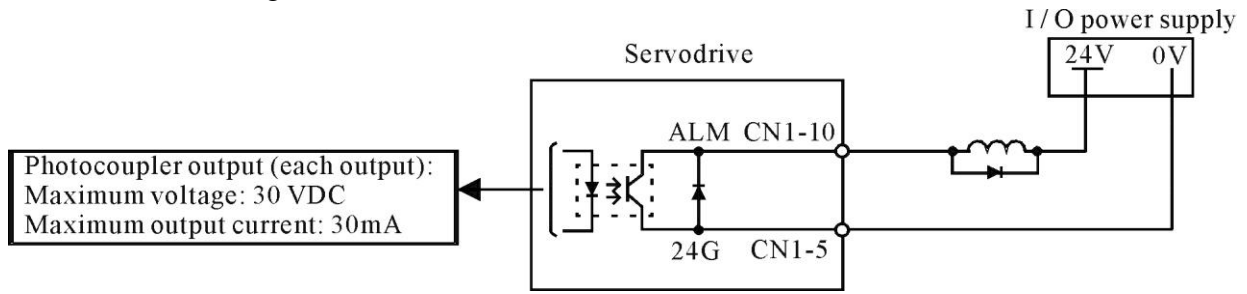 I / O power supply
24V 0V
Servodrive
ALM CN1-10
Photocoupler output (each output):
Maximum voltage: 30 VDC
Maximum output current: 30mA
24G CN1-5